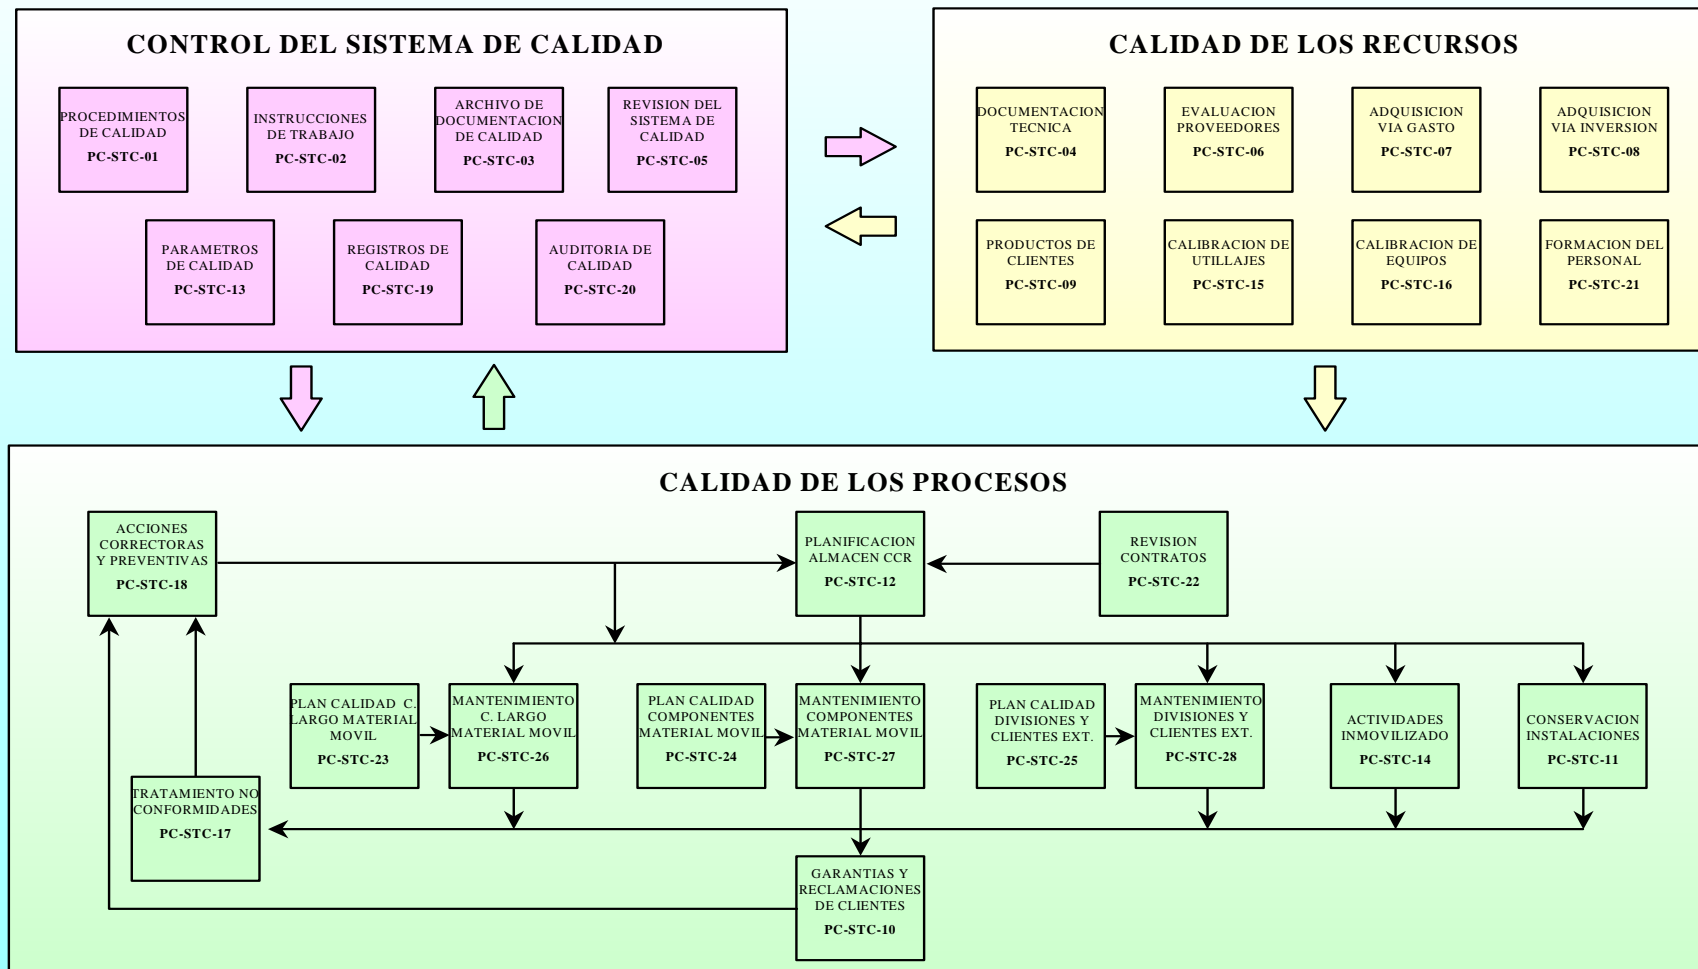 CONTROL DEL SISTEMA DE CALIDAD
PROCEDIMIENTOS
DE CALIDAD
PC-STC-01
INSTRUCCIONES
DE TRABAJO
PC-STC-02
ARCHIVO DE
DOCUMENTACION
DE CALIDAD
PC-STC-03
REVISION DEL
SISTEMA DE
CALIDAD
PC-STC-05
PARAMETROS
DE CALIDAD
PC-STC-13
REGISTROS DE
CALIDAD
PC-STC-19
AUDITORIA DE
CALIDAD
PC-STC-20
CALIDAD DE LOS RECURSOS
DOCUMENTACION
TECNICA
PC-STC-04
EVALUACION
PROVEEDORES
PC-STC-06
ADQUISICION
VIA GASTO
PC-STC-07
ADQUISICION
VIA INVERSION
PC-STC-08
PRODUCTOS DE
CLIENTES
PC-STC-09
CALIBRACION DE
UTILLAJES
PC-STC-15
CALIBRACION DE
EQUIPOS
PC-STC-16
FORMACION DEL
PERSONAL
PC-STC-21
CALIDAD DE LOS PROCESOS
ACCIONES
CORRECTORAS
Y PREVENTIVAS
PC-STC-18
PLANIFICACION
ALMACEN CCR
PC-STC-12
REVISION
CONTRATOS
PC-STC-22
PLAN CALIDAD C.
LARGO MATERIAL
MOVIL
PC-STC-23
MANTENIMIENTO
C. LARGO
MATERIAL MOVIL
PC-STC-26
PLAN CALIDAD
COMPONENTES
MATERIAL MOVIL
PC-STC-24
MANTENIMIENTO
COMPONENTES
MATERIAL MOVIL
PC-STC-27
PLAN CALIDAD
DIVISIONES Y
CLIENTES EXT.
PC-STC-25
MANTENIMIENTO
DIVISIONES Y
CLIENTES EXT.
PC-STC-28
ACTIVIDADES
INMOVILIZADO
PC-STC-14
CONSERVACION
INSTALACIONES
PC-STC-11
TRATAMIENTO NO
CONFORMIDADES
PC-STC-17
GARANTIAS Y
RECLAMACIONES
DE CLIENTES
PC-STC-10